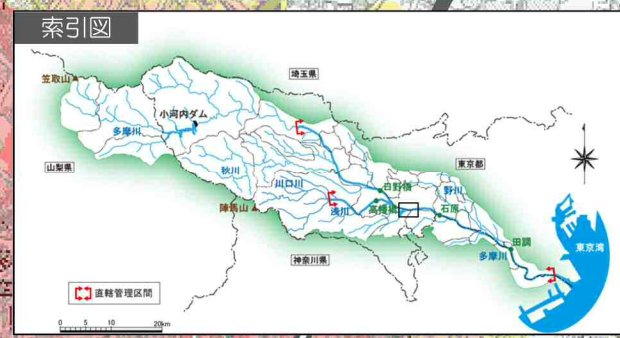 索引図
笠取山
埼玉県
小河内ダム
多摩川
山梨県
東京都
秋川
川口川
日野橋
野川
陣馬山
浅川
高幡橋
石原
田調
東京湾
多摩川
神奈川県
直轄管理区間
0 5 10 20km